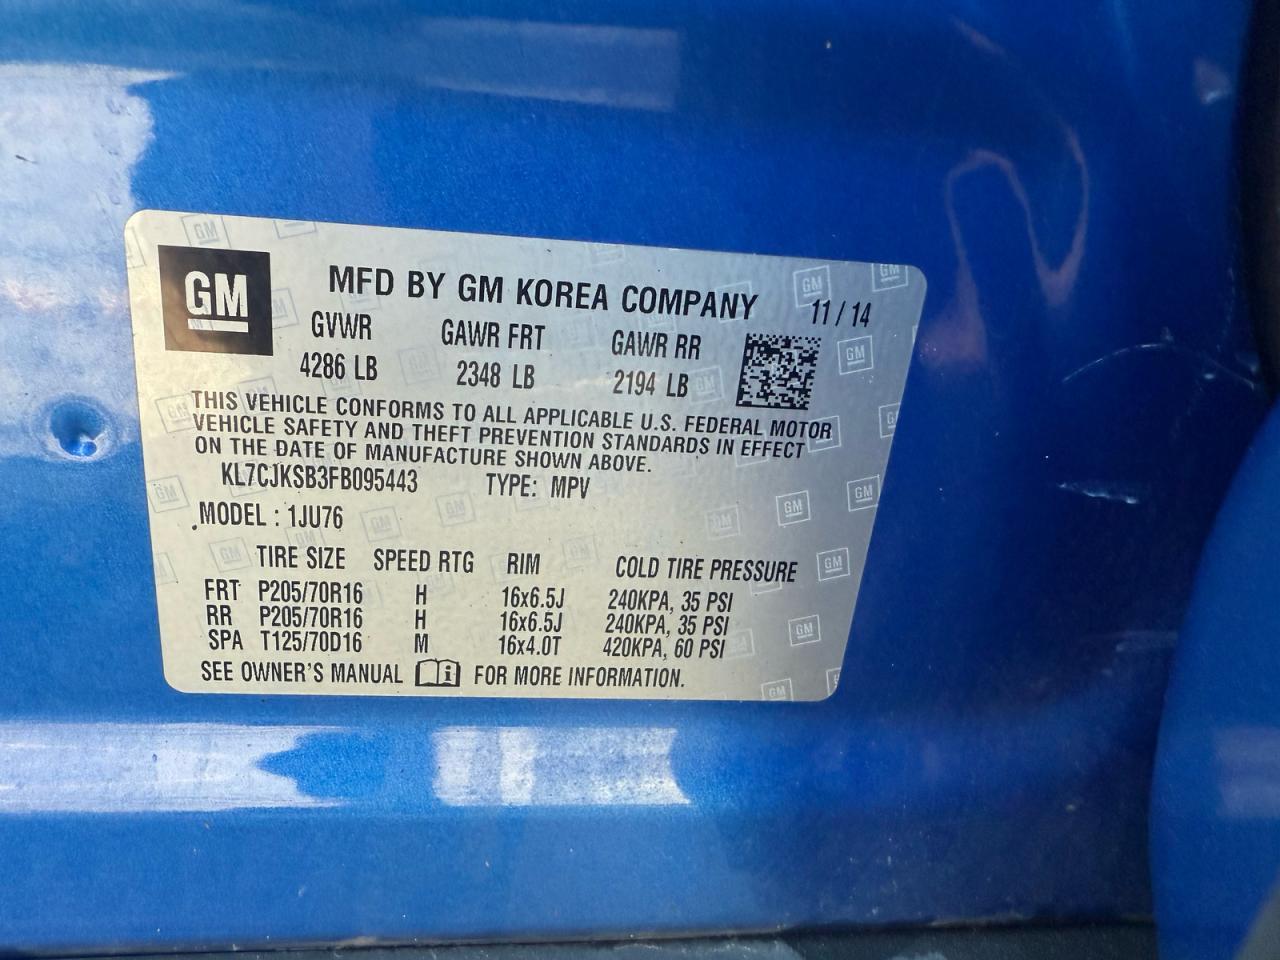 GM
MFD BY GM KOREA COMPANY 11 / 14
GVWR GAWR FRT GAWR RR
4286 LB 2348 LB 2194 LB
THIS VEHICLE CONFORMS TO ALL APPLICABLE U.S. FEDERAL MOTOR
VEHICLE SAFETY AND THEFT PREVENTION STANDARDS IN EFFECT
ON THE DATE OF MANUFACTURE SHOWN ABOVE.
KL7CJKSB3FB095443 TYPE: MPV
MODEL : 1JU76
TIRE SIZE SPEED RTG RIM COLD TIRE PRESSURE
FRT P205/70R16 H 16x6.5J 240KPA, 35 PSI
RR P205/70R16 H 16x6.5J 240KPA, 35 PSI
SPA T125/70D16 M 16x4.0T 420KPA, 60 PSI
SEE OWNER'S MANUAL i FOR MORE INFORMATION.